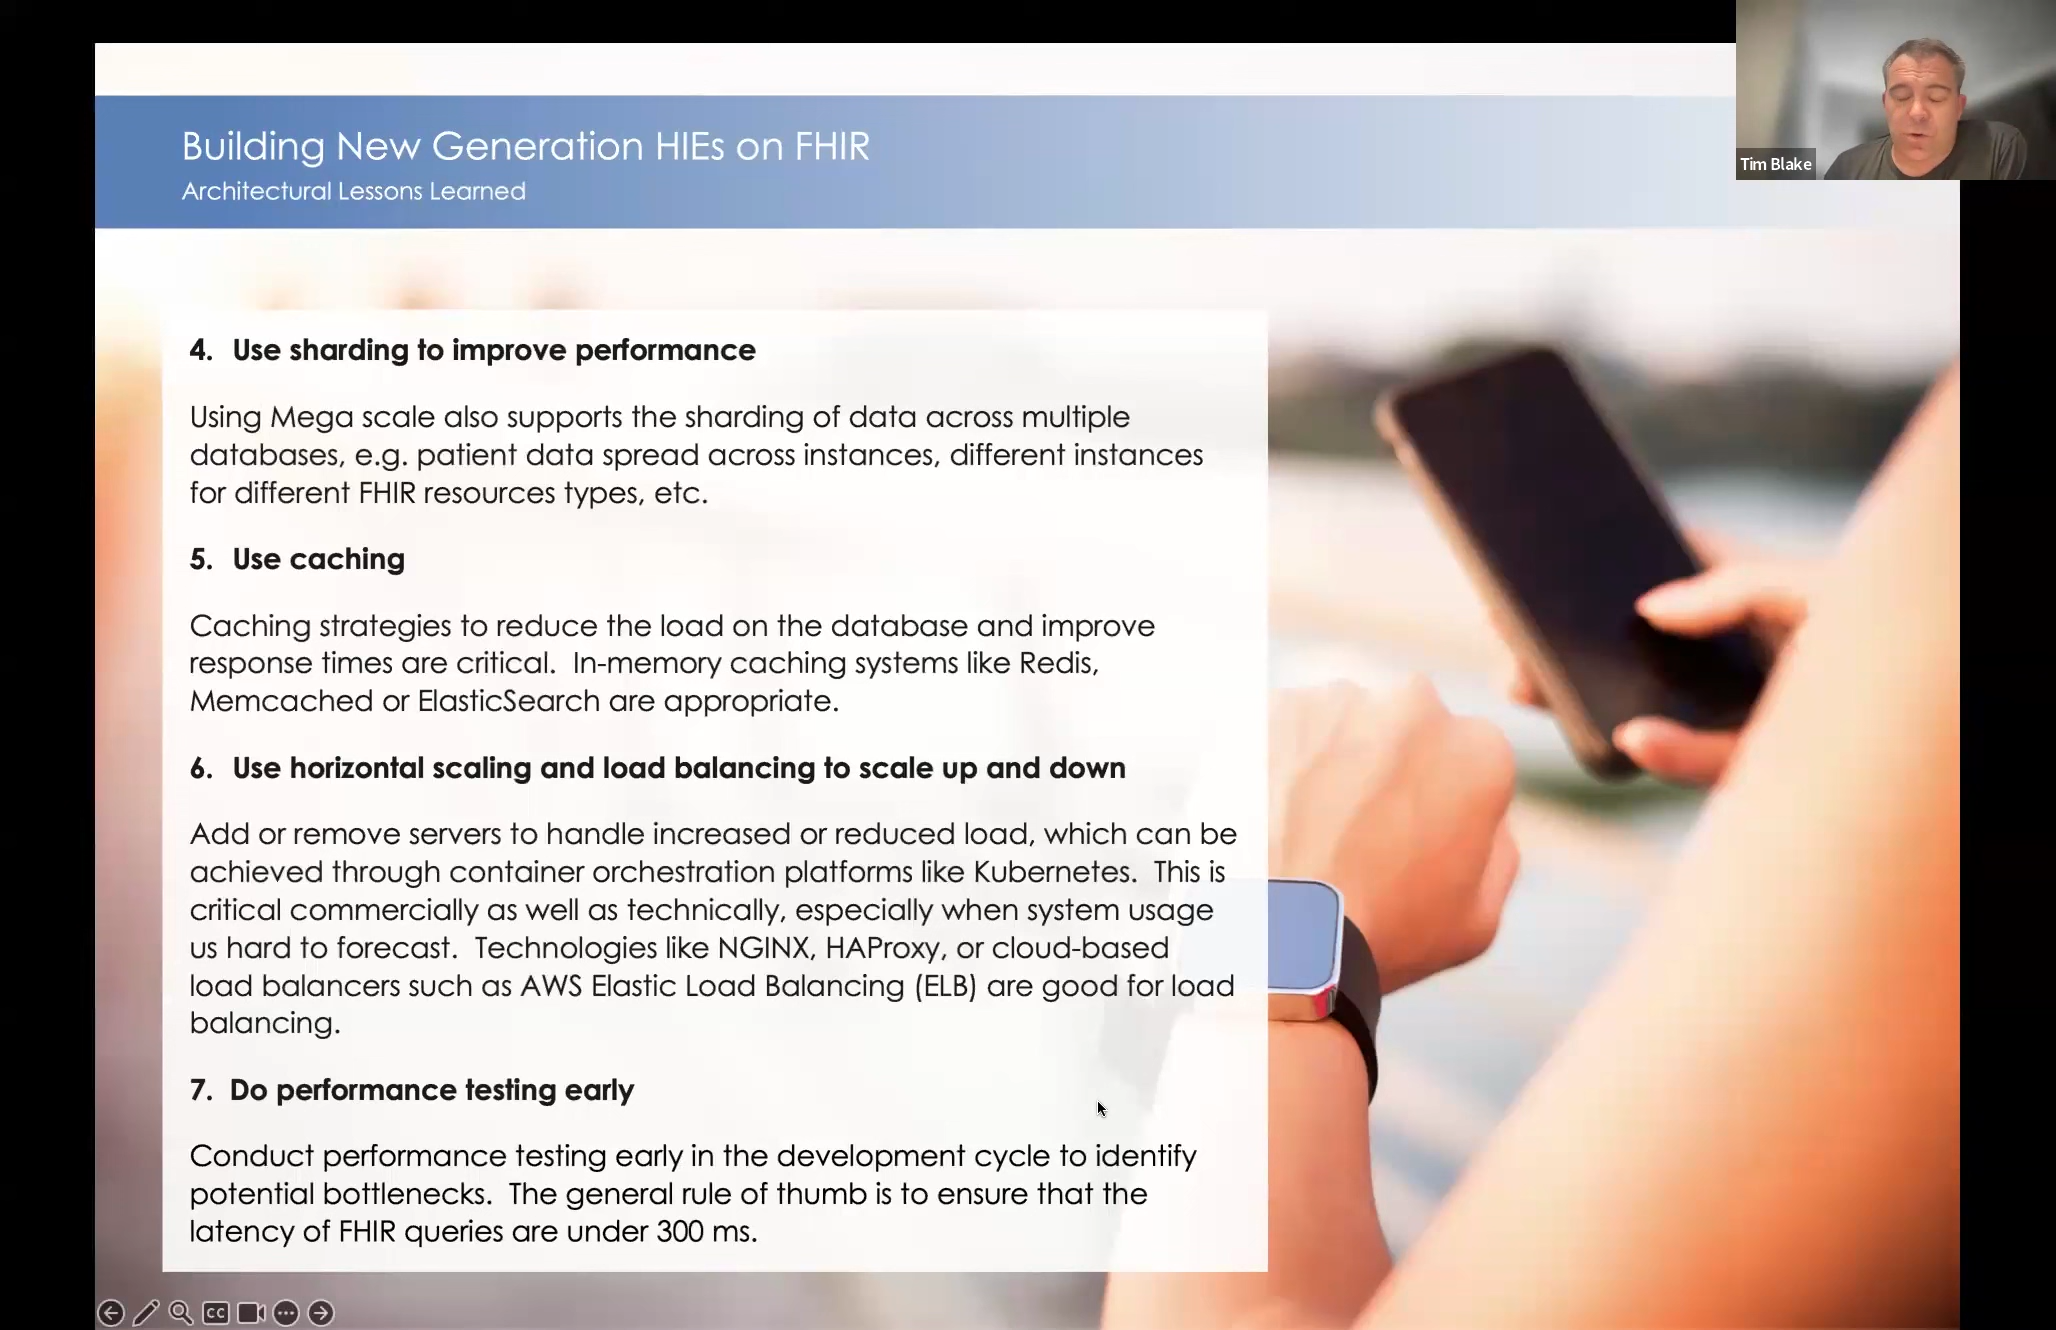 Building New Generation HIEs on FHIR
Architectural Lessons Learned
Tim Blake
4. Use sharding to improve performance
Using Mega scale also supports the sharding of data across multiple
databases, e.g. patient data spread across instances, different instances
for different FHIR resources types, etc.
5. Use caching
Caching strategies to reduce the load on the database and improve
response times are critical.  In-memory caching systems like Redis,
Memcached or ElasticSearch are appropriate.
6. Use horizontal scaling and load balancing to scale up and down
Add or remove servers to handle increased or reduced load, which can be
achieved through container orchestration platforms like Kubernetes.  This is
critical commercially as well as technically, especially when system usage
us hard to forecast.  Technologies like NGINX, HAProxy, or cloud-based
load balancers such as AWS Elastic Load Balancing (ELB) are good for load
balancing.
7. Do performance testing early
Conduct performance testing early in the development cycle to identify
potential bottlenecks.  The general rule of thumb is to ensure that the
latency of FHIR queries are under 300 ms.
CC